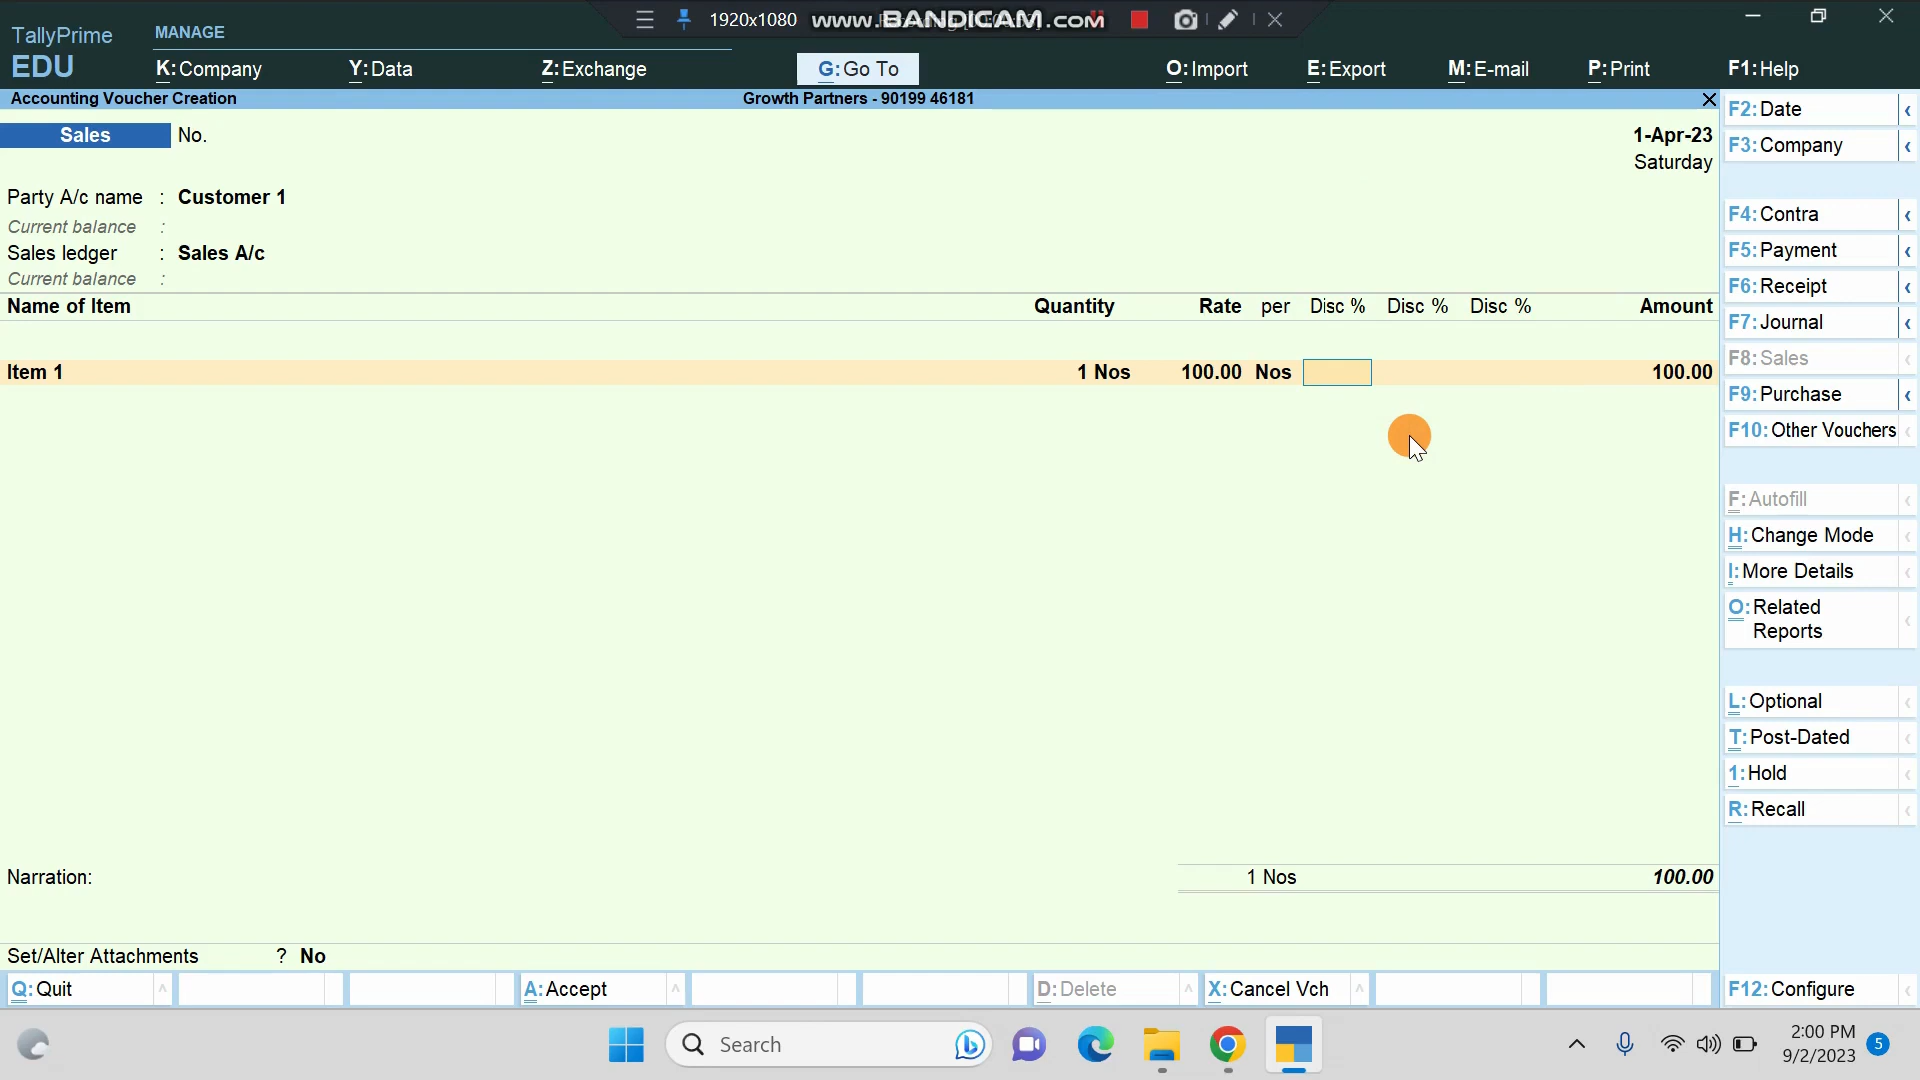 1920x1080 www.BANDICAM.com
TallyPrime
EDU
MANAGE
K:Company Y:Data Z:Exchange G:Go To O:Import E:Export M:E-mail P:Print F1:Help
Accounting Voucher Creation Growth Partners - 90199 46181
Sales No. 1-Apr-23
Saturday
Party A/c name : Customer 1
Current balance :
Sales ledger : Sales A/c
Current balance :
Name of Item Quantity Rate per Disc % Disc % Disc % Amount
Item 1 1 Nos 100.00 Nos 100.00
Narration: 1 Nos 100.00
Set/Alter Attachments ? No
Q:Quit A:Accept D:Delete X:Cancel Vch
F2:Date
F3:Company
F4:Contra
F5:Payment
F6:Receipt
F7:Journal
F8:Sales
F9:Purchase
F10:Other Vouchers
F:Autofill
H:Change Mode
I:More Details
O:Related
Reports
L:Optional
T:Post-Dated
1:Hold
R:Recall
F12:Configure
Search
2:00 PM
9/2/2023
5